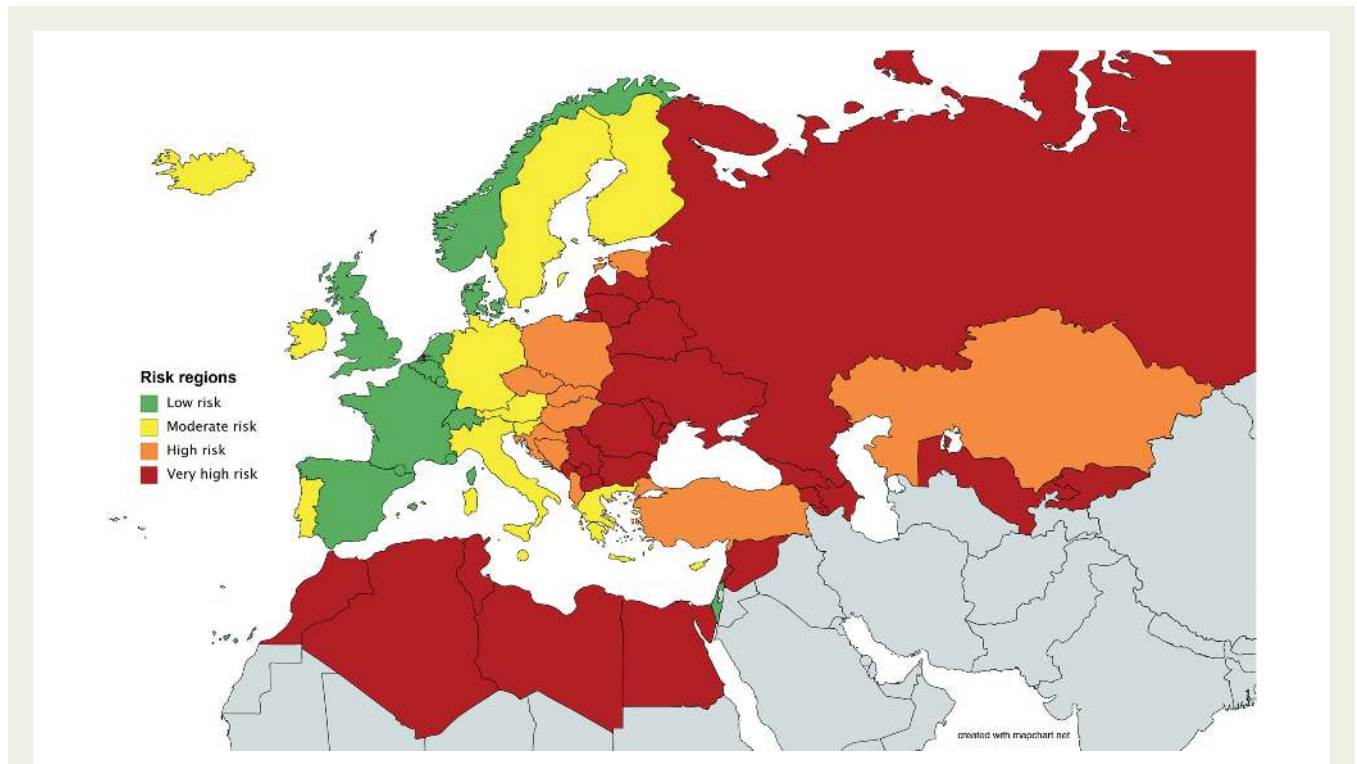 Risk regions
Low risk
Moderate risk
High risk
Very high risk
created with mapchart.net